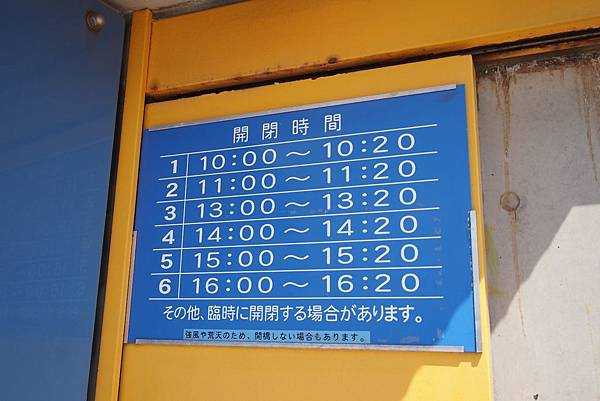 開閉時間
1 10:00～10:20
2 11:00～11:20
3 13:00～13:20
4 14:00～14:20
5 15:00～15:20
6 16:00～16:20
その他、臨時に開閉する場合があります。
強風や荒天のため、開橋しない場合もあります。